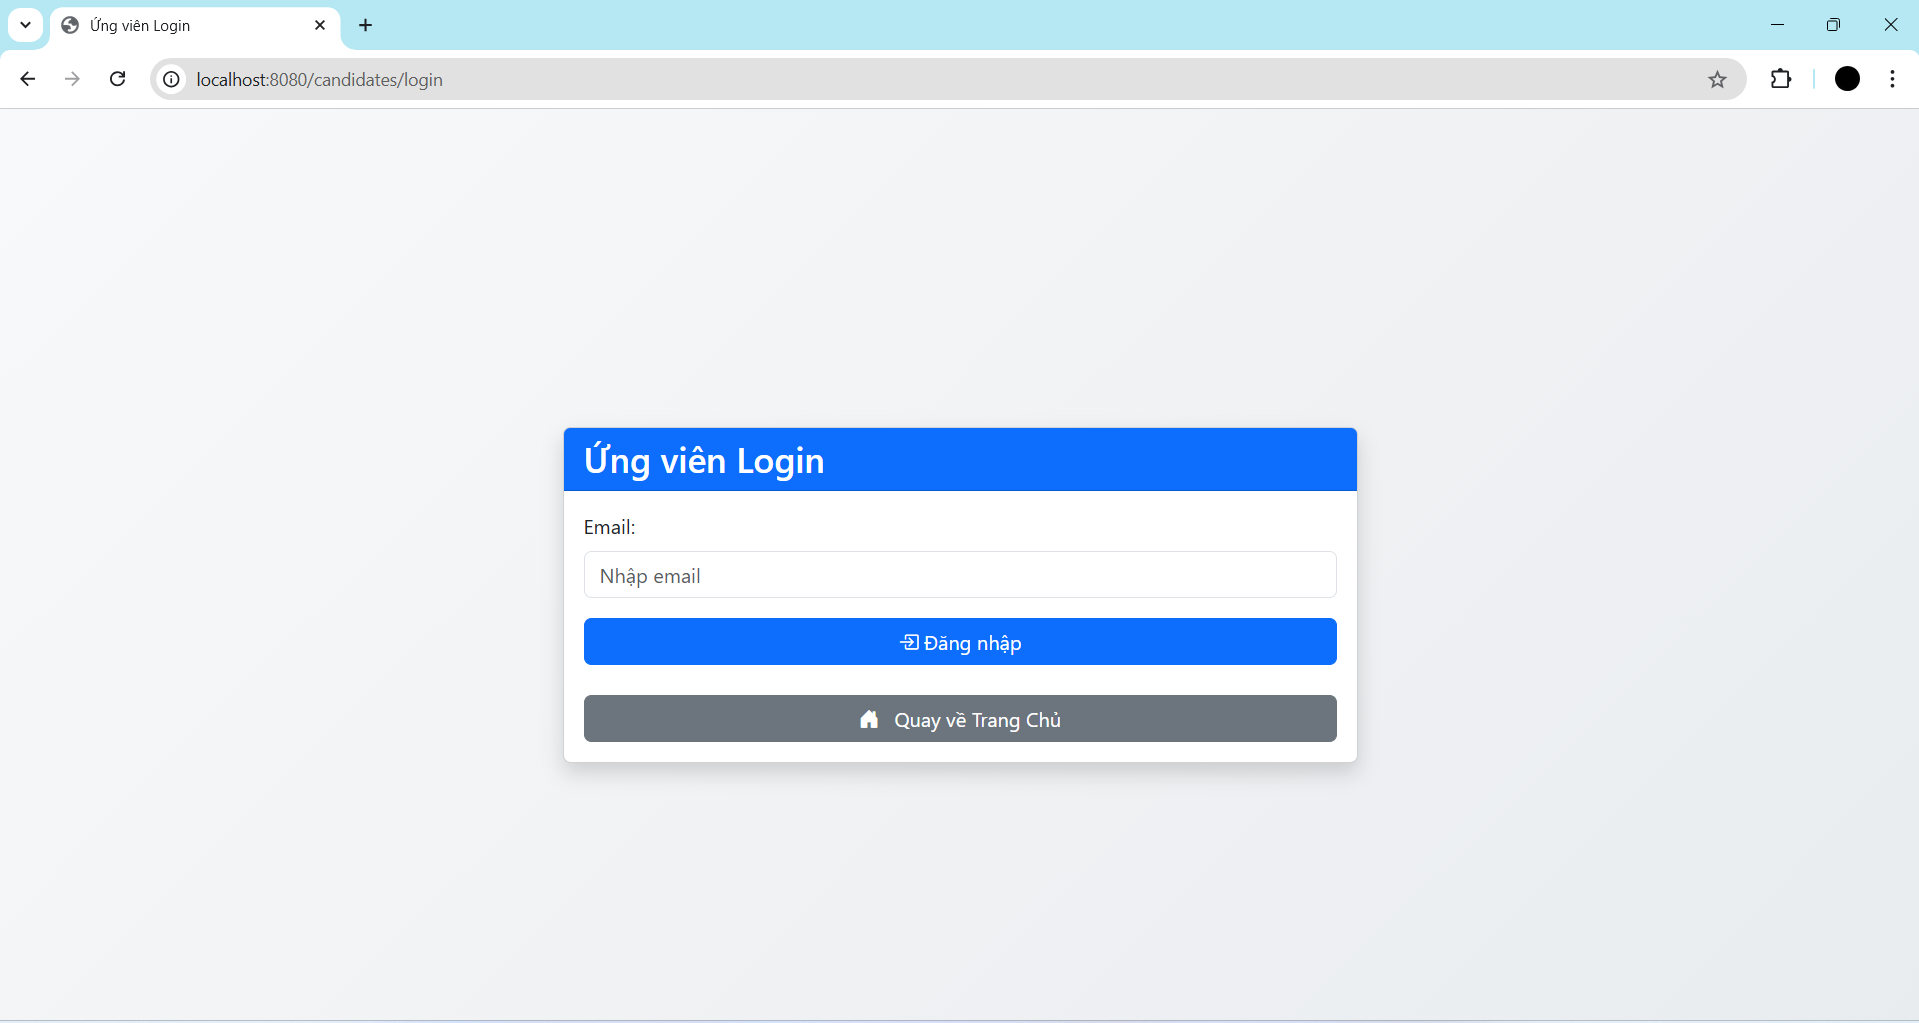 Ứng viên Login
localhost:8080/candidates/login
Ứng viên Login
Email:
Nhập email
Đăng nhập
Quay về Trang Chủ